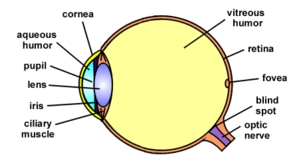 cornea
aqueous
humor
pupil
lens
iris
ciliary
muscle
vitreous
humor
retina
fovea
blind
spot
optic
nerve